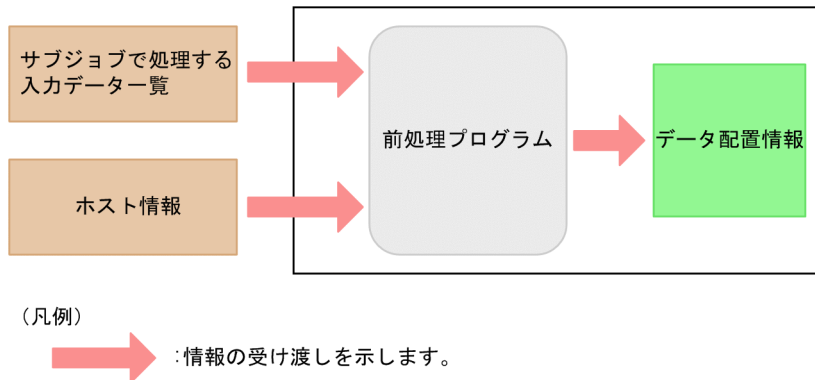 サブジョブで処理する
入力データ一覧
前処理プログラム
データ配置情報
ホスト情報
（凡例）
：情報の受け渡しを示します。